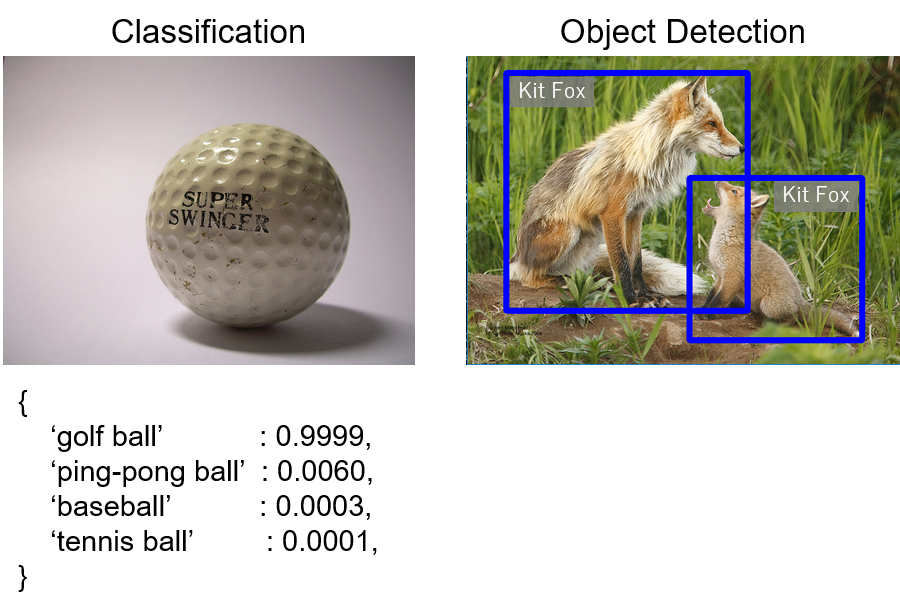 Classification
Object Detection
SUPER
SWINGER
Kit Fox
Kit Fox
{
‘golf ball’ : 0.9999,
‘ping-pong ball’ : 0.0060,
‘baseball’ : 0.0003,
‘tennis ball’ : 0.0001,
}